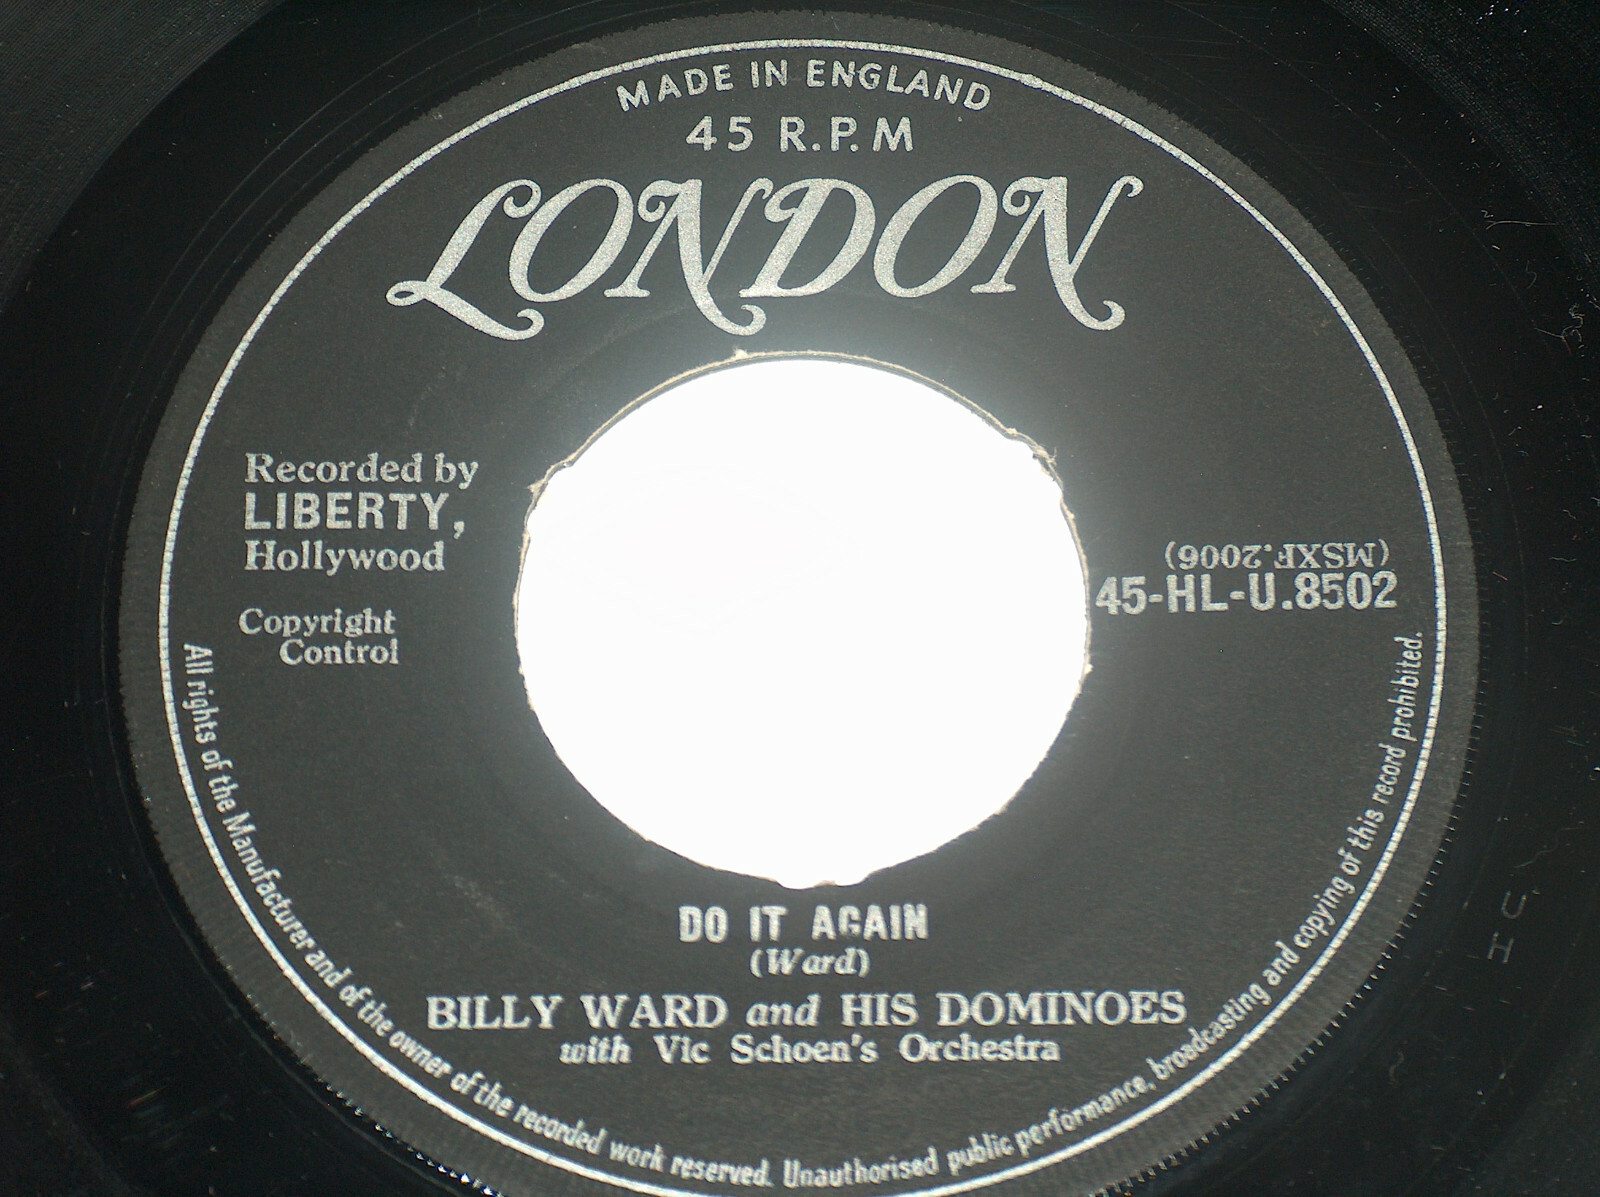 MADE IN ENGLAND
45 R.P.M
LONDON
Recorded by
LIBERTY,
Hollywood
Copyright
Control
(MSXF.2006)
45-HL-U.8502
DO IT AGAIN
(Ward)
BILLY WARD and HIS DOMINOES
with Vic Schoen's Orchestra
All rights of the Manufacturer and of the owner of the recorded work reserved. Unauthorised public performance, broadcasting and copying of this record prohibited.